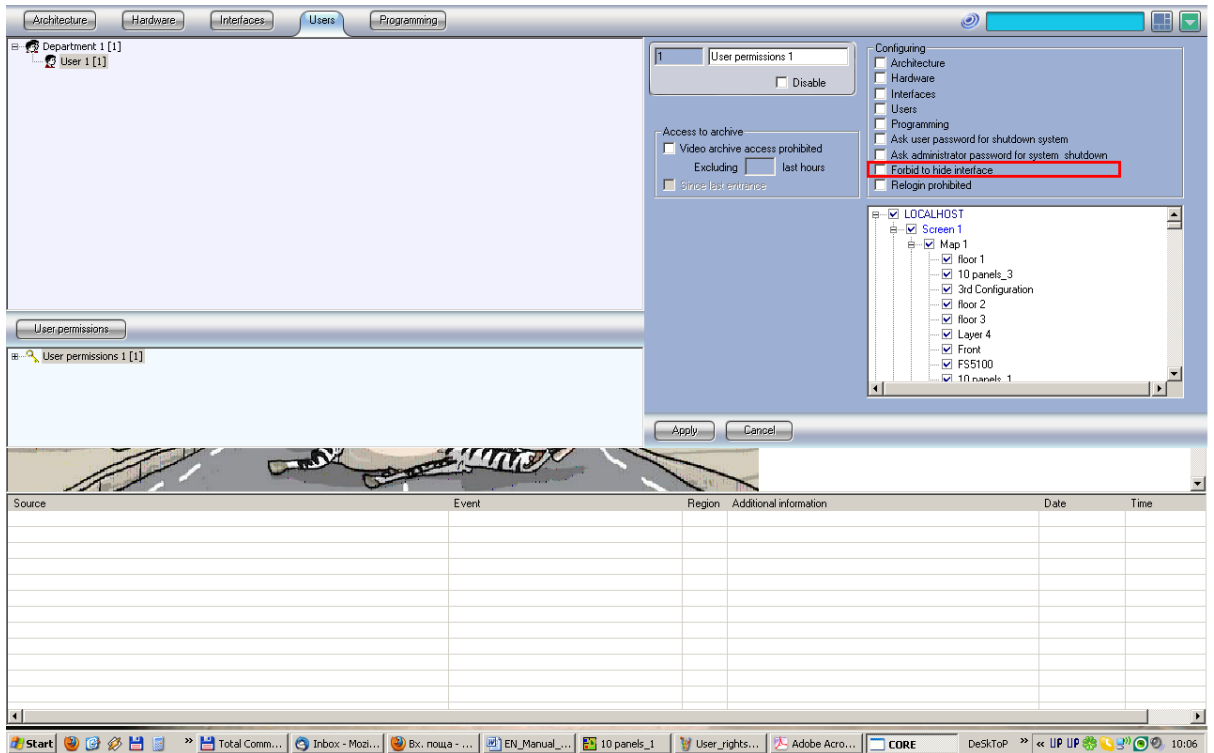 Architecture Hardware Interfaces Users Programming
Department 1 [1]
User 1 [1]
User permissions
User permissions 1 [1]
1 User permissions 1
Disable
Access to archive
Video archive access prohibited
Excluding last hours
Since last entrance
Configuring
Architecture
Hardware
Interfaces
Users
Programming
Ask user password for shutdown system
Ask administrator password for system shutdown
Forbid to hide interface
Relogin prohibited
LOCALHOST
Screen 1
Map 1
floor 1
10 panels_3
3rd Configuration
floor 2
floor 3
Layer 4
Front
FS5100
10 panels_1
Apply Cancel
Source Event Region Additional information Date Time
Start » Total Comm... Inbox - Mozi... Вх. поща - ... EN_Manual_... 10 panels_1 User_rights... Adobe Acro... CORE DeSkToP » « UP UP 10:06